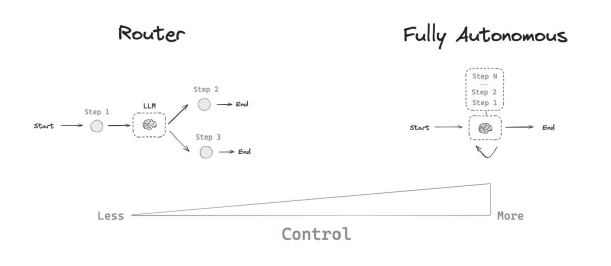 Router
Start
Step 1
LLM
Step 2
End
Step 3
End
Fully Autonomous
Step N
...
Step 2
Step 1
Start
End
Less
More
Control